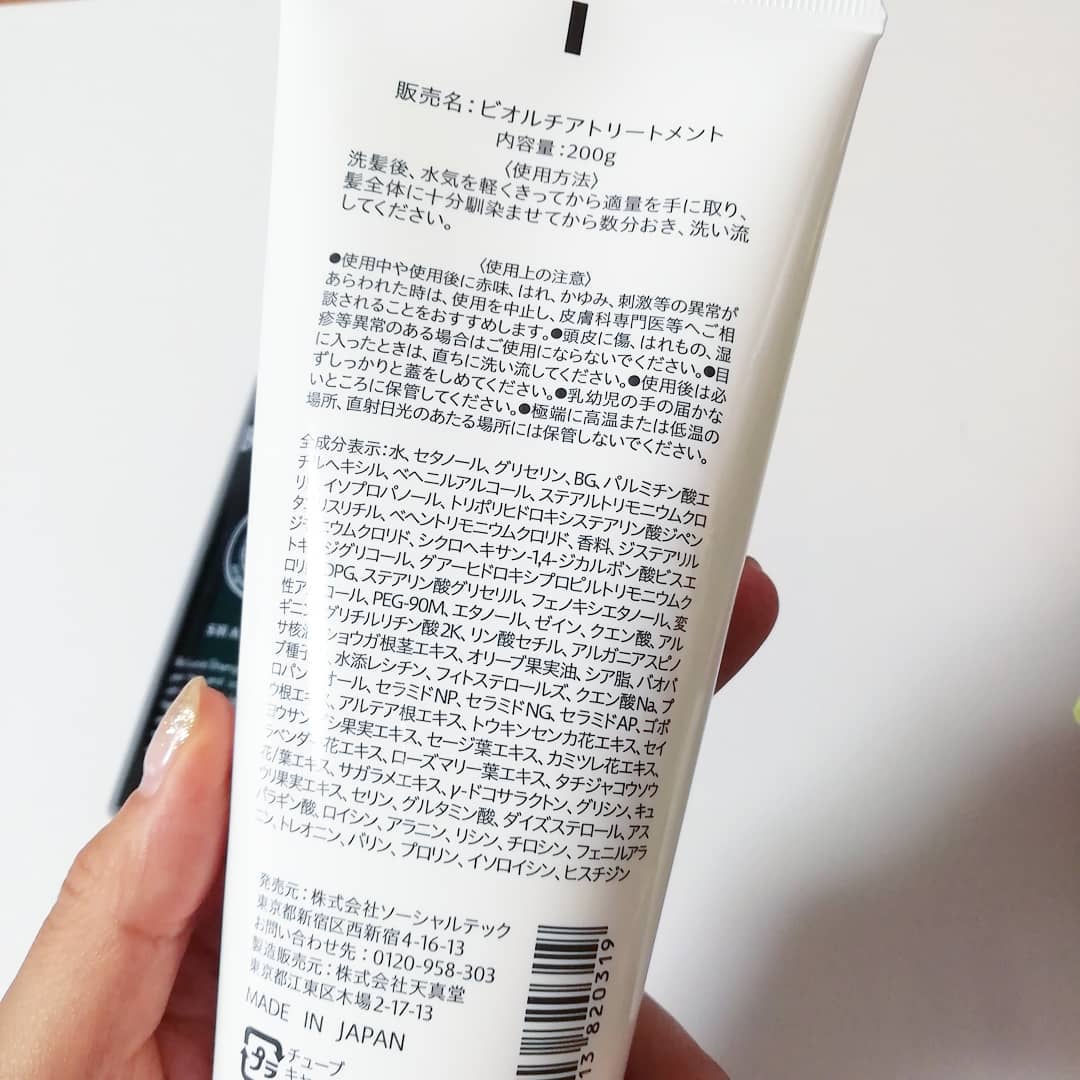 販売名：ビオルチアトリートメント
内容量：200g
〈使用方法〉
洗髪後、水気を軽くきってから適量を手に取り、
髪全体に十分馴染ませてから数分おき、洗い流
してください。
〈使用上の注意〉
●使用中や使用後に赤味、はれ、かゆみ、刺激等の異常が
あらわれた時は、使用を中止し、皮膚科専門医等へご相
談されることをおすすめします。●頭皮に傷、はれもの、湿
疹等異常のある場合はご使用にならないでください。●目
に入ったときは、直ちに洗い流してください。●使用後は必
ずしっかりと蓋をしめてください。●乳幼児の手の届かな
いところに保管してください。●極端に高温または低温の
場所、直射日光のあたる場所には保管しないでください。
全成分表示：水、セタノール、グリセリン、BG、パルミチン酸エ
チルヘキシル、ベヘニルアルコール、ステアルトリモニウムクロ
リド、イソプロパノール、トリポリヒドロキシステアリン酸ジペン
タエリスリチル、ベヘントリモニウムクロリド、香料、ジステアリル
ジモニウムクロリド、シクロヘキサン-1,4-ジカルボン酸ビスエ
トキシジグリコール、グアーヒドロキシプロピルトリモニウムク
ロリド、DPG、ステアリン酸グリセリル、フェノキシエタノール、変
性アルコール、PEG-90M、エタノール、ゼイン、クエン酸、アル
ギニン、グリチルリチン酸2K、リン酸セチル、アルガニアスピノ
サ核油、ショウガ根茎エキス、オリーブ果実油、シア脂、バオバ
ブ種子油、水添レシチン、フィトステロールズ、クエン酸Na、プ
ロパンジオール、セラミドNP、セラミドNG、セラミドAP、ゴボ
ウ根エキス、アルテア根エキス、トウキンセンカ花エキス、セイ
ヨウサンザシ果実エキス、セージ葉エキス、カミツレ花エキス、
ラベンダー花エキス、ローズマリー葉エキス、タチジャコウソウ
花/葉エキス、サガラメエキス、γ-ドコサラクトン、グリシン、キュ
ウリ果実エキス、セリン、グルタミン酸、ダイズステロール、アス
パラギン酸、ロイシン、アラニン、リシン、チロシン、フェニルアラ
ニン、トレオニン、バリン、プロリン、イソロイシン、ヒスチジン
発売元：株式会社ソーシャルテック
東京都新宿区西新宿4-16-13
お問い合わせ先：0120-958-303
製造販売元：株式会社天真堂
東京都江東区木場2-17-13
MADE IN JAPAN
プラ
チューブ
13 820319